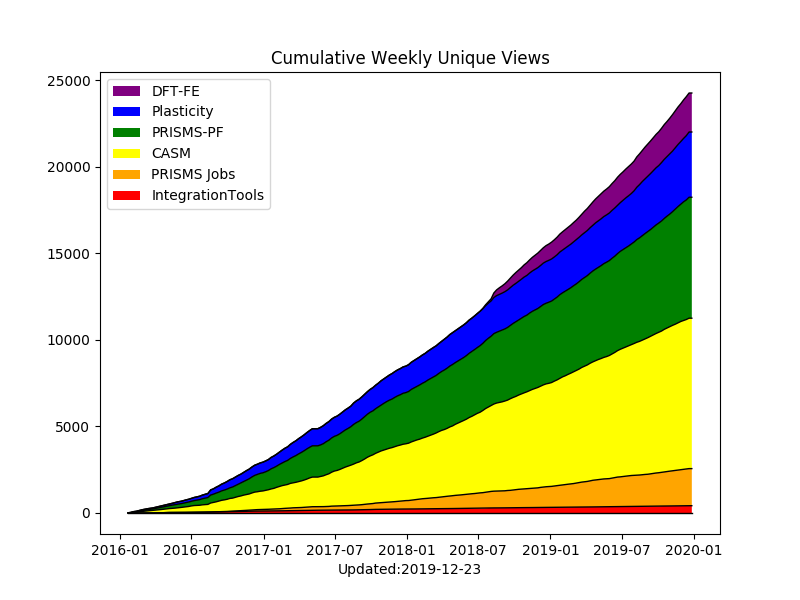 Cumulative Weekly Unique Views
25000
20000
15000
10000
5000
0
DFT-FE
Plasticity
PRISMS-PF
CASM
PRISMS Jobs
IntegrationTools
2016-01 2016-07 2017-01 2017-07 2018-01 2018-07 2019-01 2019-07 2020-01
Updated:2019-12-23